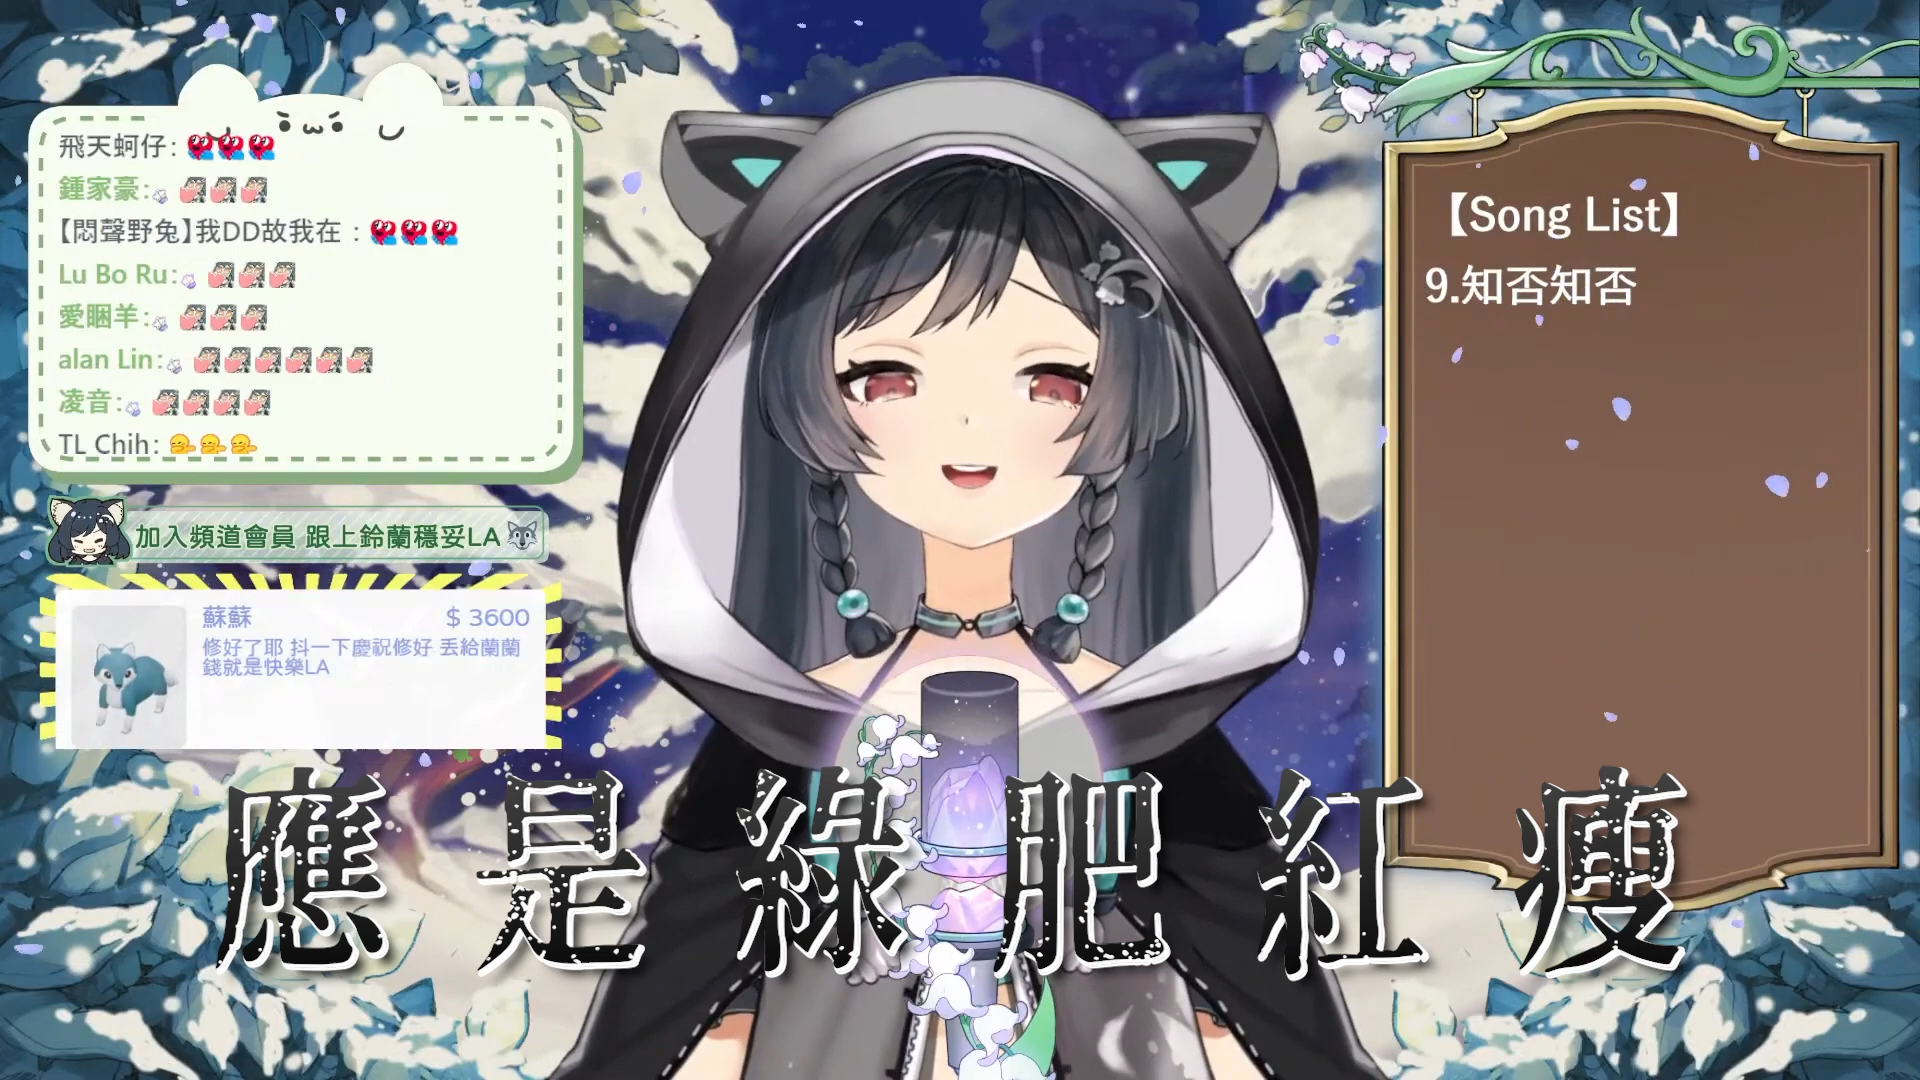 飛天蚵仔:
鍾家豪:
【悶聲野兔】我DD故我在 :
Lu Bo Ru:
愛睏羊:
alan Lin:
凌音:
TL Chih:
加入頻道會員 跟上鈴蘭穩妥LA
蘇蘇 $ 3600
修好了耶 抖一下慶祝修好 丟給蘭蘭
錢就是快樂LA
【Song List】
9.知否知否
應是綠肥紅瘦